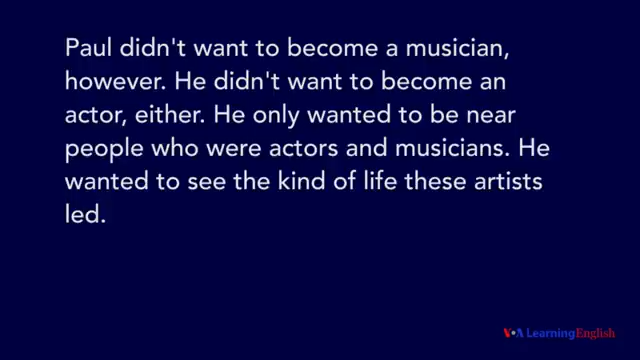 Paul didn't want to become a musician,
however. He didn't want to become an
actor, either. He only wanted to be near
people who were actors and musicians. He
wanted to see the kind of life these artists
led.
VOA LearningEnglish